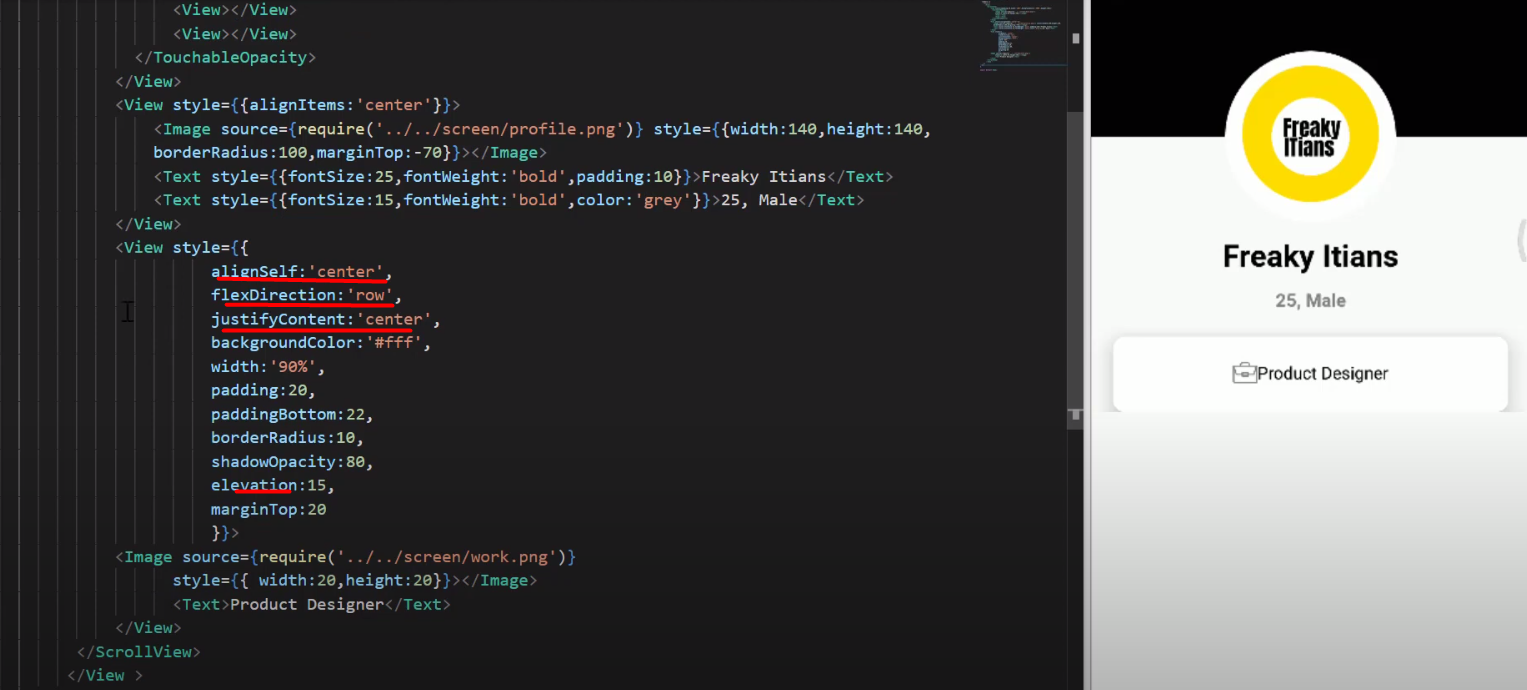 <View></View>
<View></View>
</TouchableOpacity>
</View>
<View style={{alignItems:'center'}}>
<Image source={require('../../screen/profile.png')} style={{width:140,height:140,
borderRadius:100,marginTop:-70}}></Image>
<Text style={{fontSize:25,fontWeight:'bold',padding:10}}>Freaky Itians</Text>
<Text style={{fontSize:15,fontWeight:'bold',color:'grey'}}>25, Male</Text>
</View>
<View style={{
alignSelf:'center',
flexDirection:'row',
justifyContent:'center',
backgroundColor:'#fff',
width:'90%',
padding:20,
paddingBottom:22,
borderRadius:10,
shadowOpacity:80,
elevation:15,
marginTop:20
}}>
<Image source={require('../../screen/work.png')}
style={{ width:20,height:20}}></Image>
<Text>Product Designer</Text>
</View>
</ScrollView>
</View >
Freaky
ITians
Freaky Itians
25, Male
Product Designer